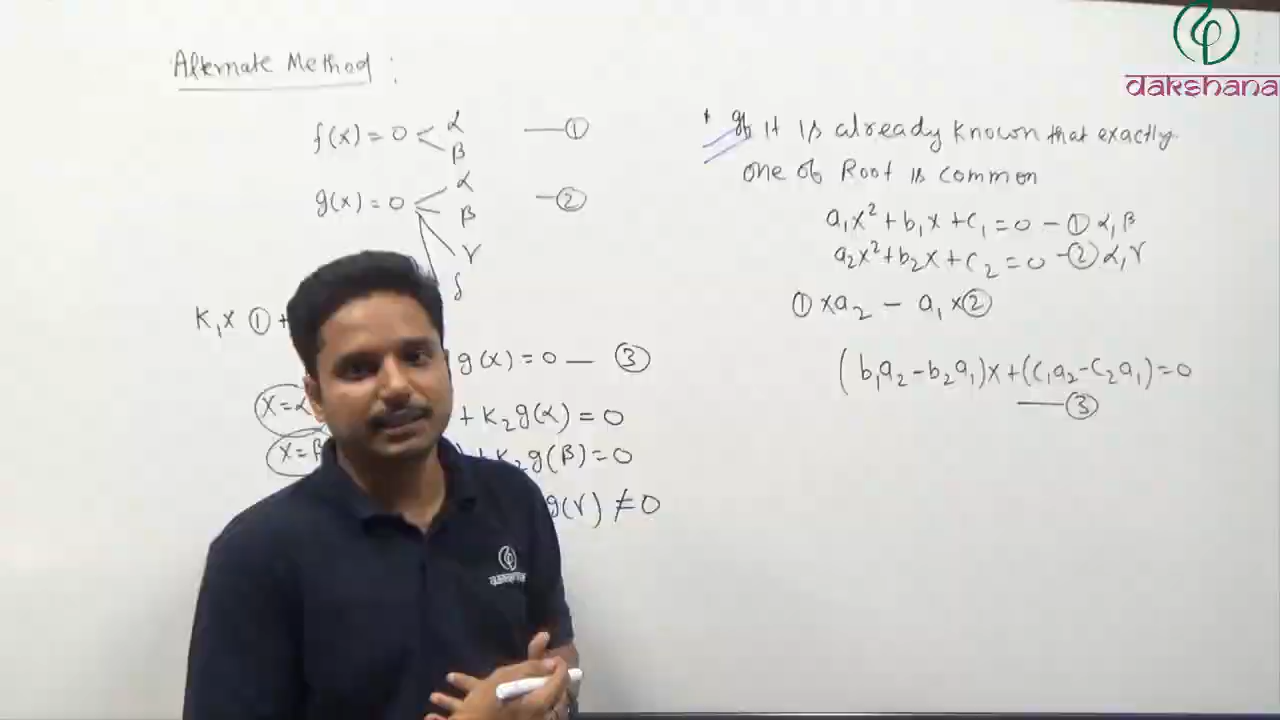 dakshana
Alternate Method :
f(x) = 0 < α — ①
β
g(x) = 0 < α — ②
β
γ
δ
K₁x ① +
g(x) = 0 — ③
x=α + K₂g(α) = 0
x=β + K₂g(β) = 0
g(γ) ≠ 0
* If it is already known that exactly
one of Root is common
a₁x² + b₁x + c₁ = 0 — ① α, β
a₂x² + b₂x + c₂ = 0 — ② α, γ
① x a₂ – a₁ x ②
(b₁a₂ – b₂a₁)x + (c₁a₂ – c₂a₁) = 0
— ③